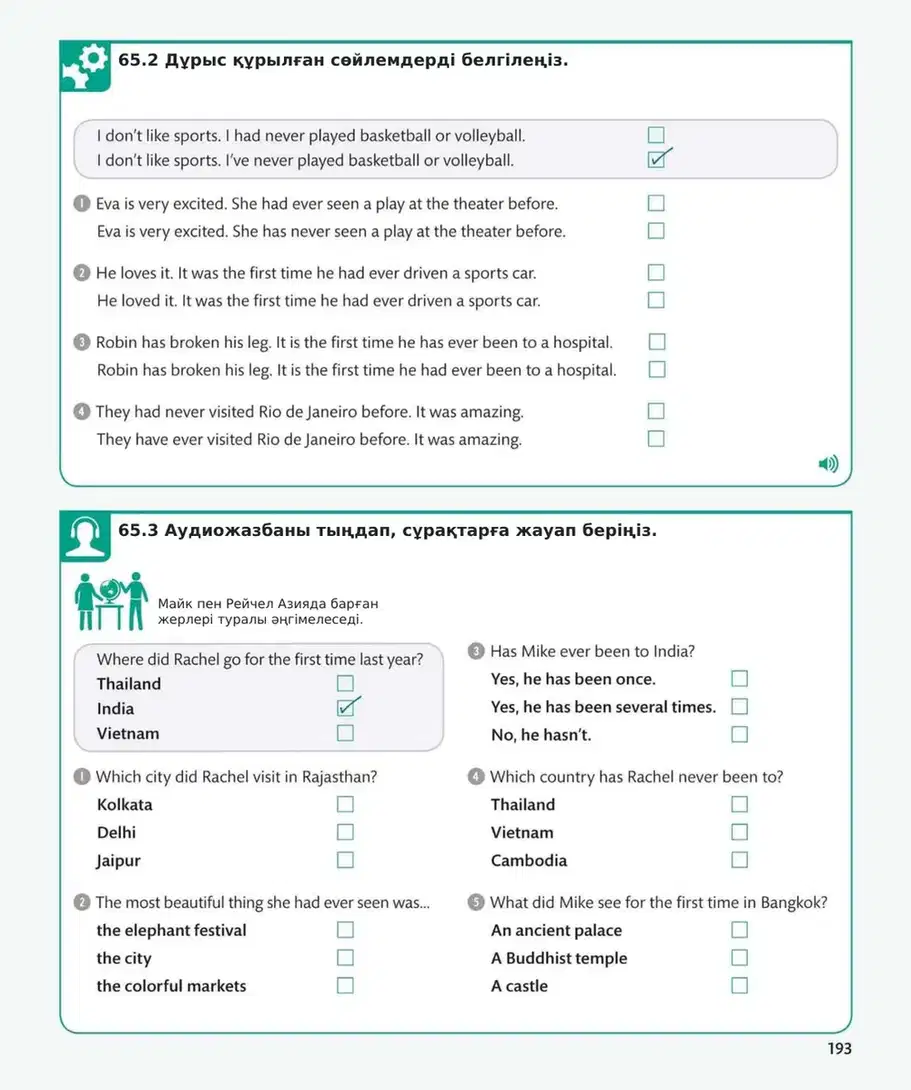 65.2 Дұрыс құрылған сөйлемдерді белгілеңіз.
I don't like sports. I had never played basketball or volleyball.
I don't like sports. I've never played basketball or volleyball.
1 Eva is very excited. She had ever seen a play at the theater before.
Eva is very excited. She has never seen a play at the theater before.
2 He loves it. It was the first time he had ever driven a sports car.
He loved it. It was the first time he had ever driven a sports car.
3 Robin has broken his leg. It is the first time he has ever been to a hospital.
Robin has broken his leg. It is the first time he had ever been to a hospital.
4 They had never visited Rio de Janeiro before. It was amazing.
They have ever visited Rio de Janeiro before. It was amazing.
65.3 Аудиожазбаны тыңдап, сұрақтарға жауап беріңіз.
Майк пен Рейчел Азияда барған
жерлері туралы әңгімелеседі.
Where did Rachel go for the first time last year?
Thailand
India
Vietnam
1 Which city did Rachel visit in Rajasthan?
Kolkata
Delhi
Jaipur
2 The most beautiful thing she had ever seen was...
the elephant festival
the city
the colorful markets
3 Has Mike ever been to India?
Yes, he has been once.
Yes, he has been several times.
No, he hasn't.
4 Which country has Rachel never been to?
Thailand
Vietnam
Cambodia
5 What did Mike see for the first time in Bangkok?
An ancient palace
A Buddhist temple
A castle
193